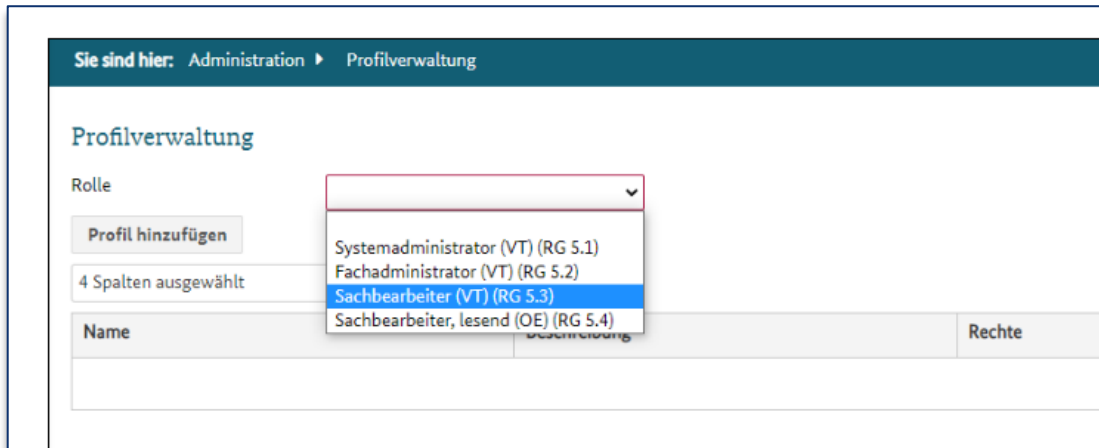 Sie sind hier: Administration Profilverwaltung
Profilverwaltung
Rolle
Profil hinzufügen
Systemadministrator (VT) (RG 5.1)
Fachadministrator (VT) (RG 5.2)
4 Spalten ausgewählt
Sachbearbeiter (VT) (RG 5.3)
Sachbearbeiter, lesend (OE) (RG 5.4)
Name Beschreibung Rechte